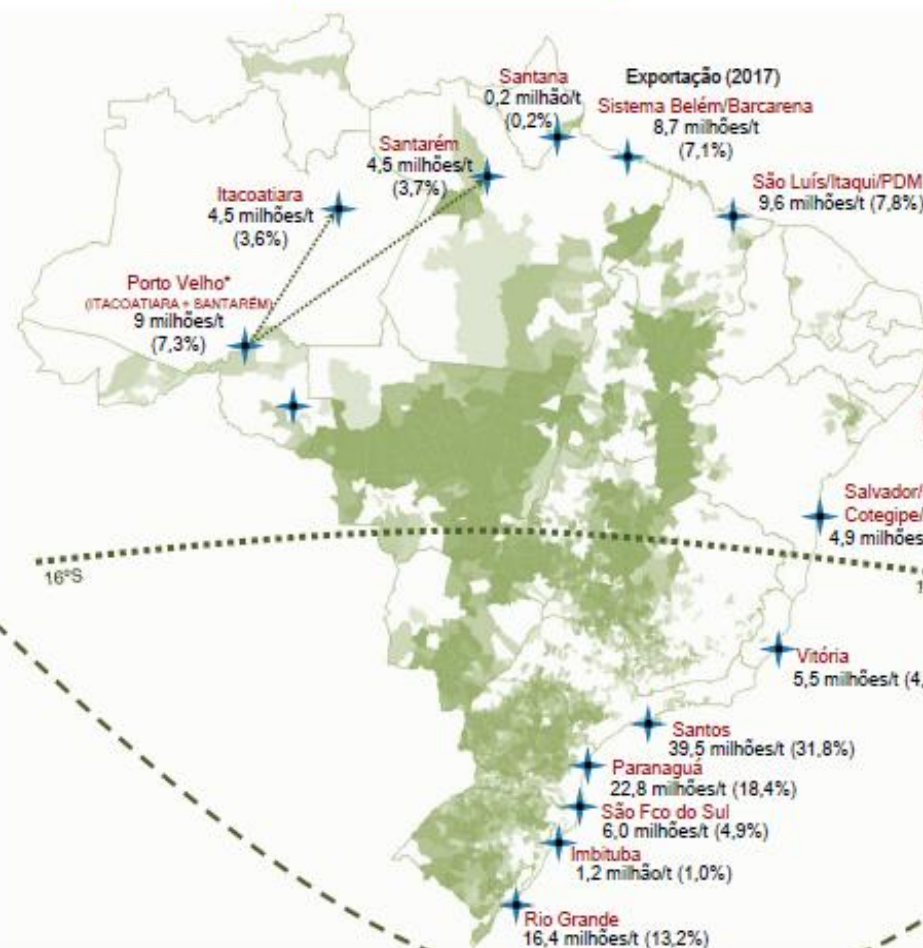 Exportação (2017)
Santana
0,2 milhão/t
(0,2%)
Sistema Belém/Barcarena
8,7 milhões/t
(7,1%)
Santarém
4,5 milhões/t
(3,7%)
São Luís/Itaqui/PDM
9,6 milhões/t (7,8%)
Itacoatiara
4,5 milhões/t
(3,6%)
Porto Velho*
(ITACOATIARA + SANTARÉM)
9 milhões/t
(7,3%)
Salvador/
Cotegipe/
4,9 milhões
16°S
1
Vitória
5,5 milhões/t (4,
Santos
39,5 milhões/t (31,8%)
Paranaguá
22,8 milhões/t (18,4%)
São Fco do Sul
6,0 milhões/t (4,9%)
Imbituba
1,2 milhão/t (1,0%)
Rio Grande
16,4 milhões/t (13,2%)